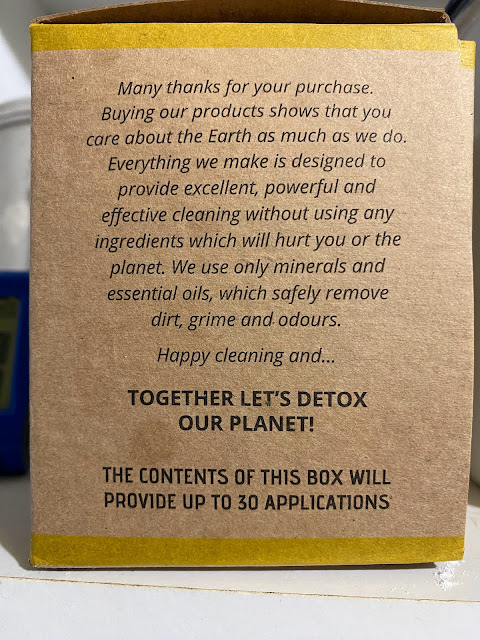 Many thanks for your purchase.
Buying our products shows that you
care about the Earth as much as we do.
Everything we make is designed to
provide excellent, powerful and
effective cleaning without using any
ingredients which will hurt you or the
planet. We use only minerals and
essential oils, which safely remove
dirt, grime and odours.
Happy cleaning and...
TOGETHER LET'S DETOX
OUR PLANET!
THE CONTENTS OF THIS BOX WILL
PROVIDE UP TO 30 APPLICATIONS